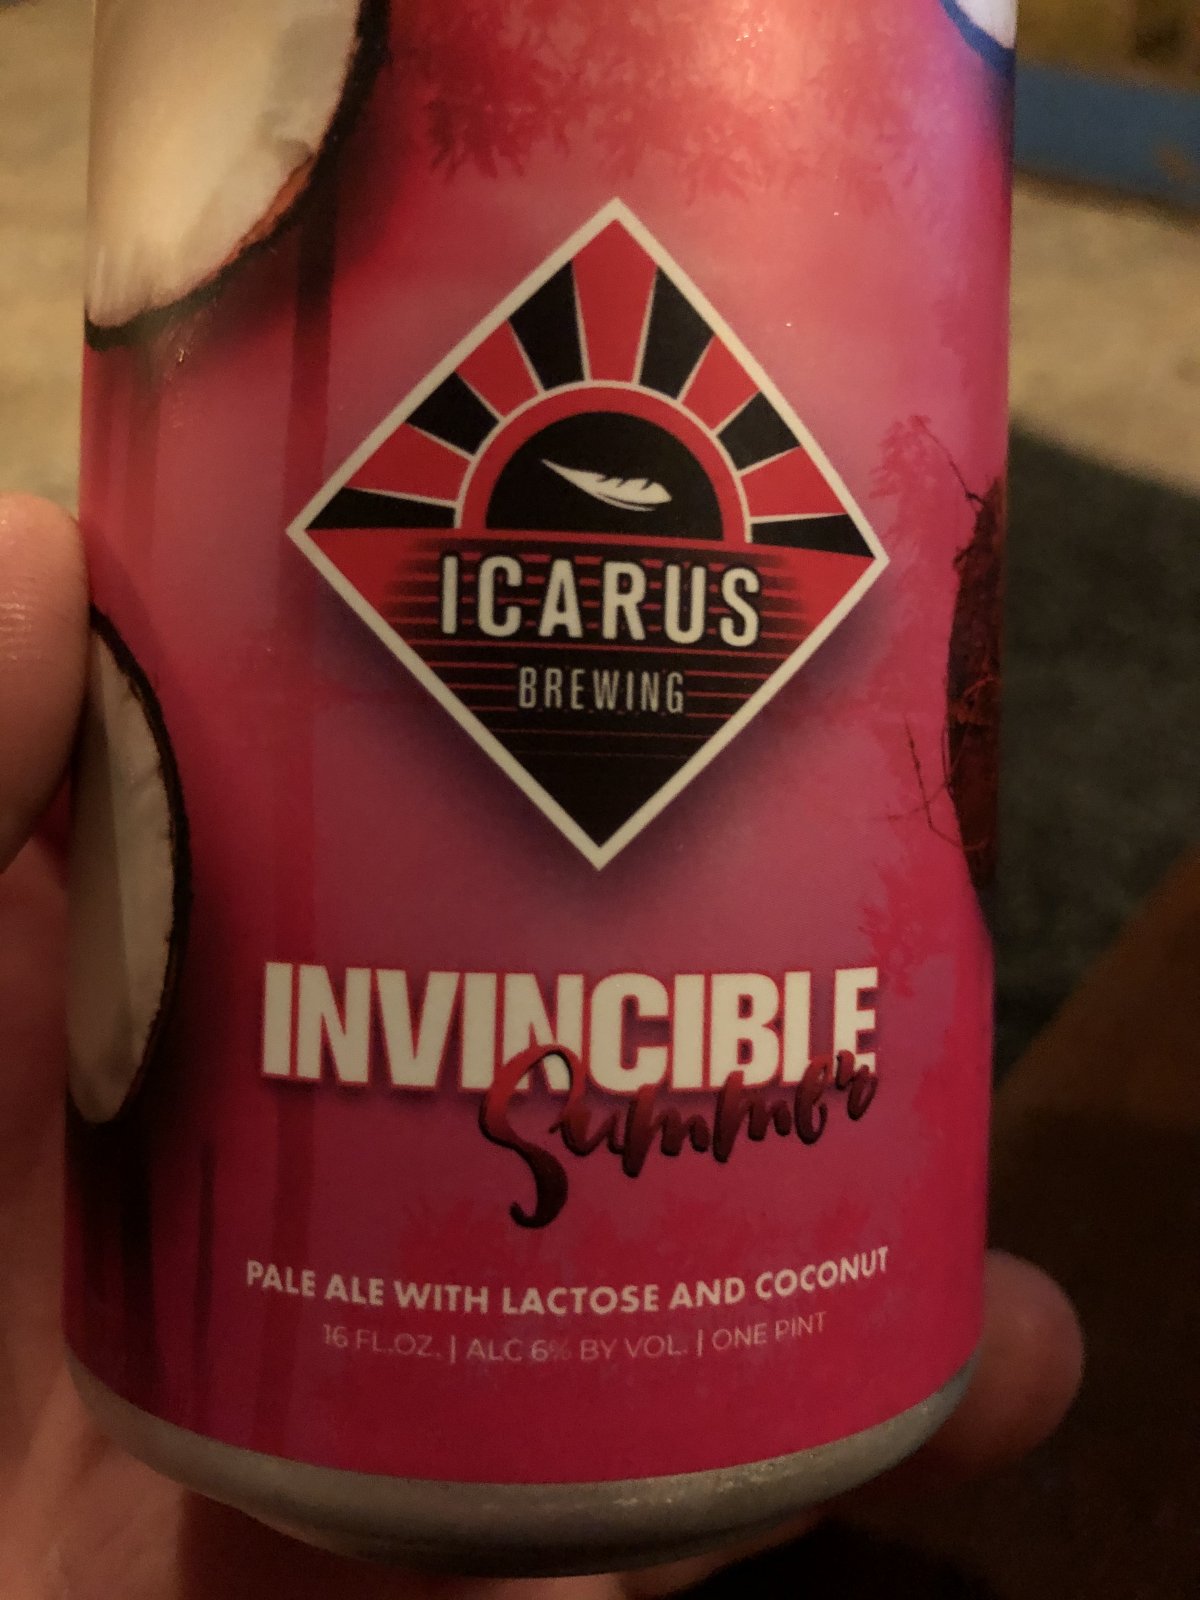 ICARUS
BREWING
INVINCIBLE
Summer
PALE ALE WITH LACTOSE AND COCONUT
16 FL.OZ. | ALC 6% BY VOL. | ONE PINT